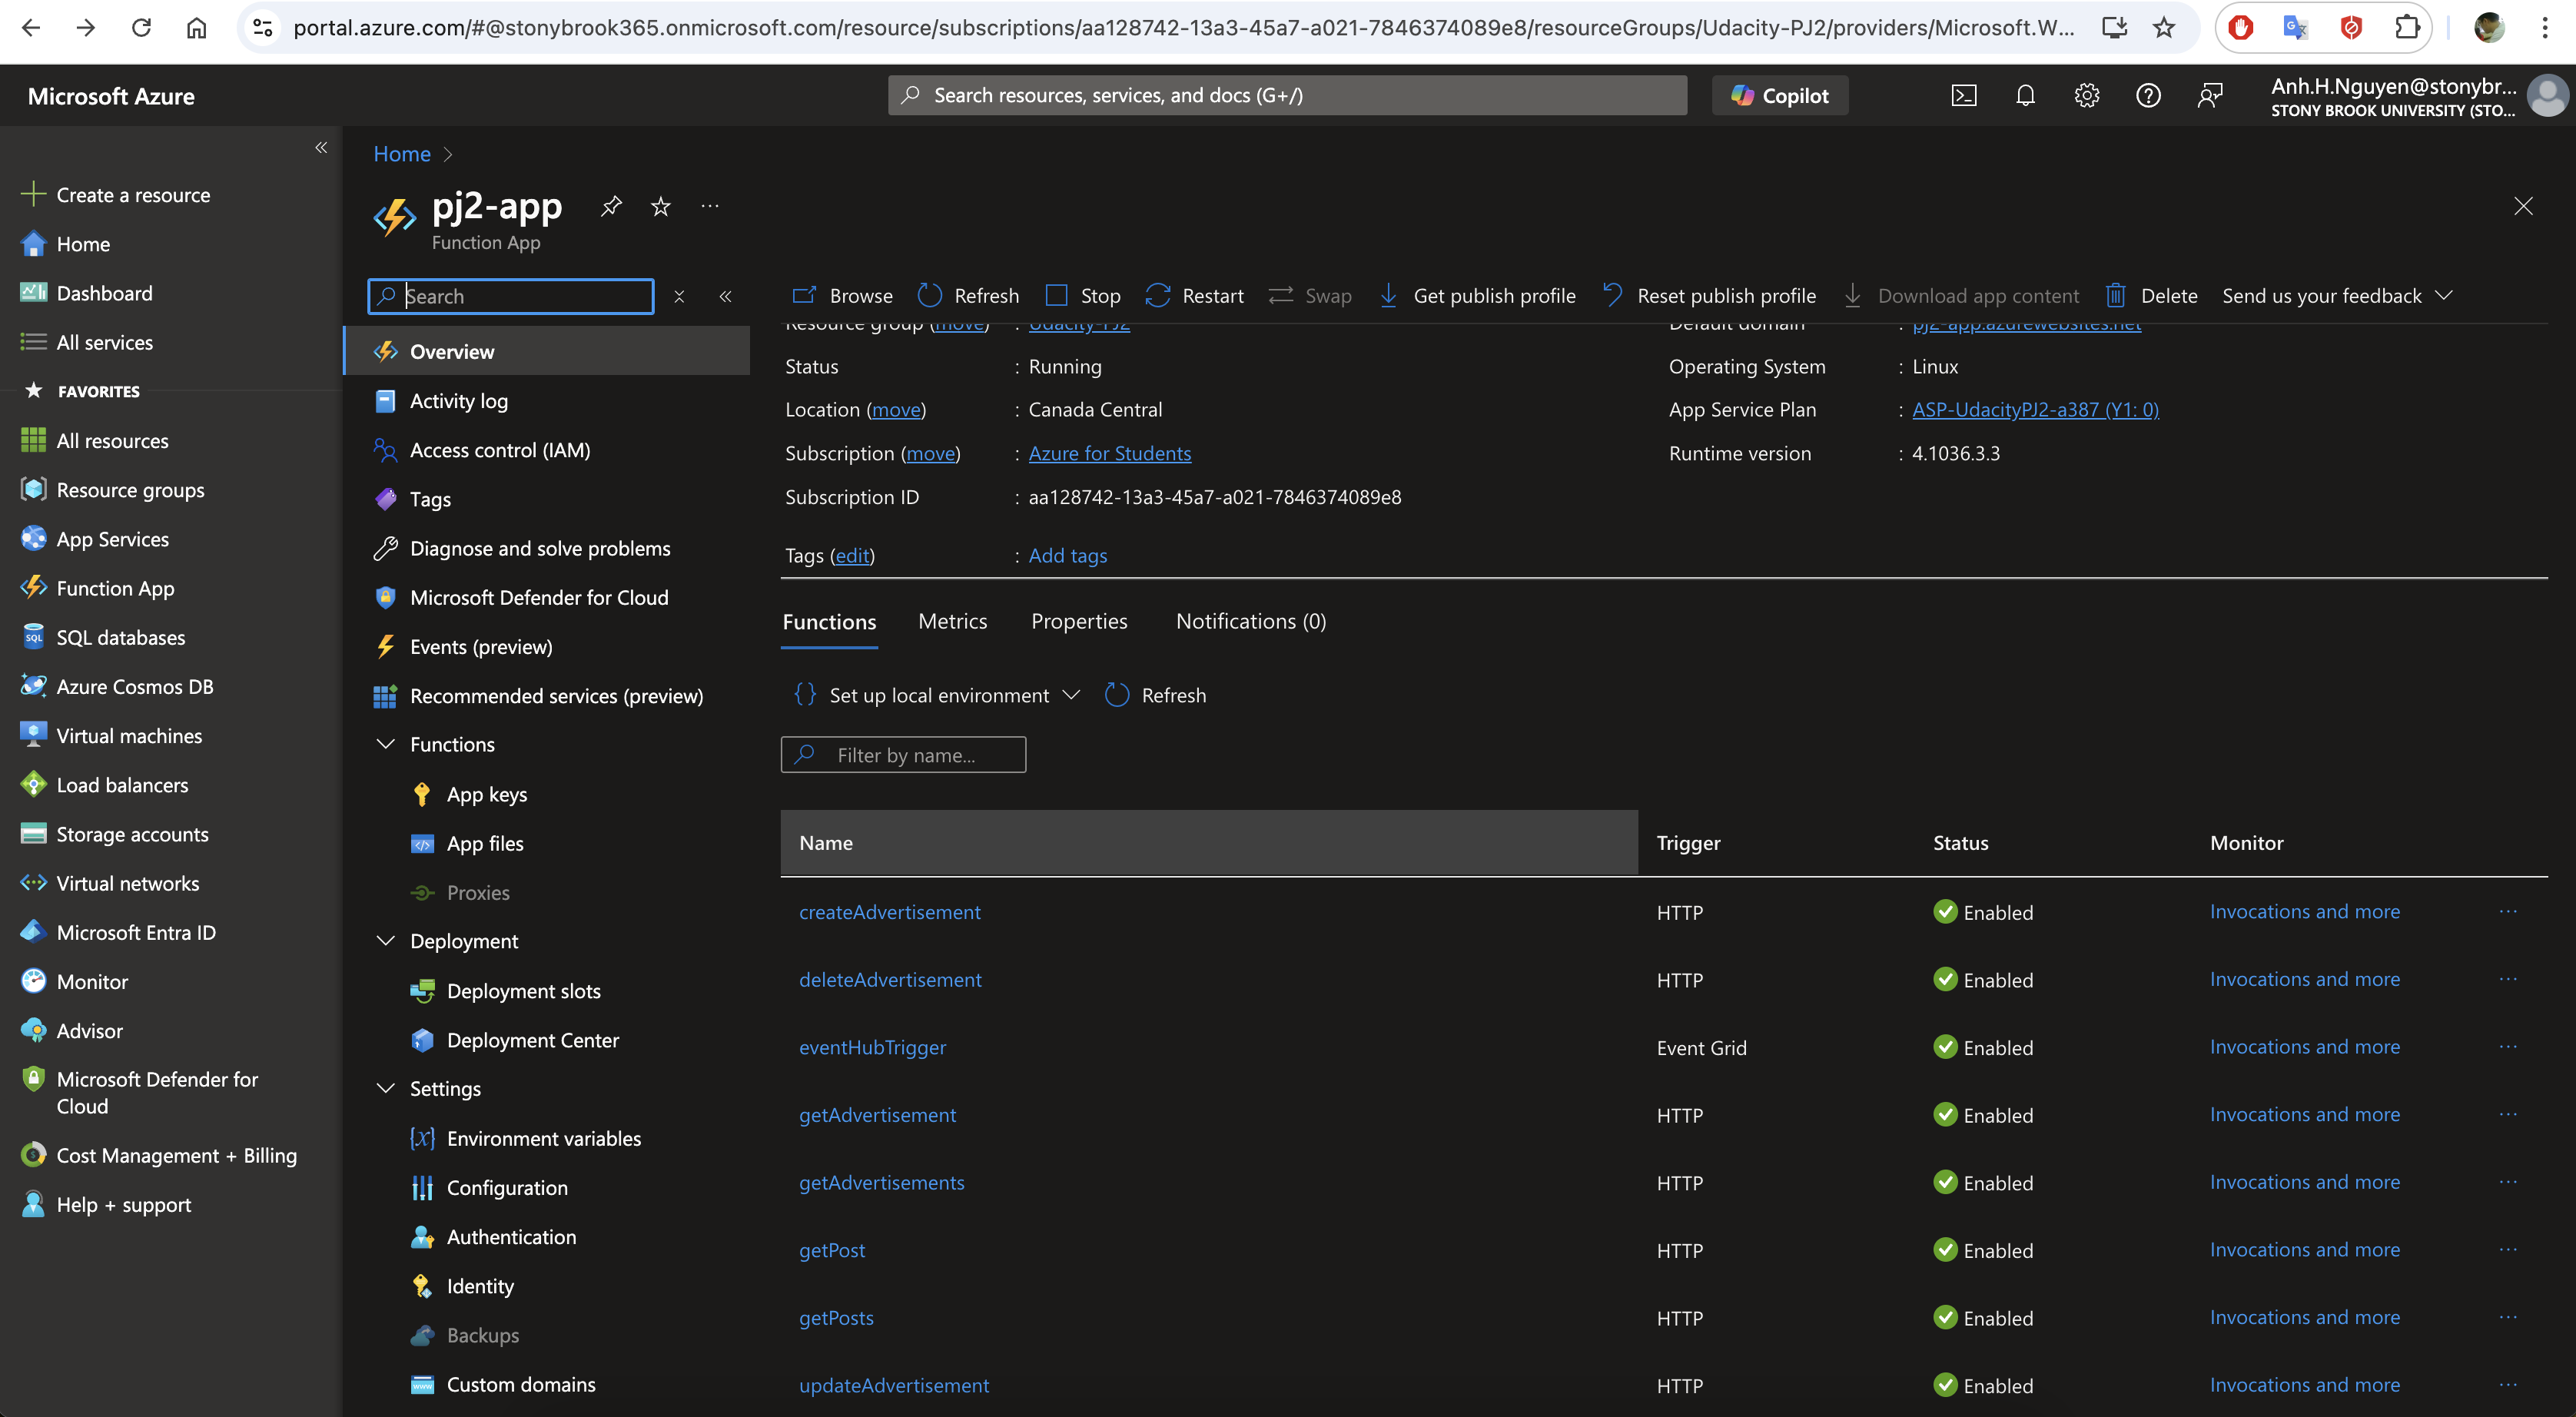 portal.azure.com/#@stonybrook365.onmicrosoft.com/resource/subscriptions/aa128742-13a3-45a7-a021-7846374089e8/resourceGroups/Udacity-PJ2/providers/Microsoft.W...
Microsoft Azure
Search resources, services, and docs (G+/)
Copilot
Anh.H.Nguyen@stonybr...
STONY BROOK UNIVERSITY (STO...
Create a resource
Home
Dashboard
All services
FAVORITES
All resources
Resource groups
App Services
Function App
SQL databases
Azure Cosmos DB
Virtual machines
Load balancers
Storage accounts
Virtual networks
Microsoft Entra ID
Monitor
Advisor
Microsoft Defender for
Cloud
Cost Management + Billing
Help + support
Home
pj2-app
Function App
Search
Overview
Activity log
Access control (IAM)
Tags
Diagnose and solve problems
Microsoft Defender for Cloud
Events (preview)
Recommended services (preview)
Functions
App keys
App files
Proxies
Deployment
Deployment slots
Deployment Center
Settings
Environment variables
Configuration
Authentication
Identity
Backups
Custom domains
Browse Refresh Stop Restart Swap Get publish profile Reset publish profile Download app content Delete Send us your feedback
Resource group (move) : Udacity-PJ2
Status : Running
Location (move) : Canada Central
Subscription (move) : Azure for Students
Subscription ID : aa128742-13a3-45a7-a021-7846374089e8
Tags (edit) : Add tags
Default domain : pj2-app.azurewebsites.net
Operating System : Linux
App Service Plan : ASP-UdacityPJ2-a387 (Y1: 0)
Runtime version : 4.1036.3.3
Functions Metrics Properties Notifications (0)
Set up local environment Refresh
Filter by name...
Name Trigger Status Monitor
createAdvertisement HTTP Enabled Invocations and more
deleteAdvertisement HTTP Enabled Invocations and more
eventHubTrigger Event Grid Enabled Invocations and more
getAdvertisement HTTP Enabled Invocations and more
getAdvertisements HTTP Enabled Invocations and more
getPost HTTP Enabled Invocations and more
getPosts HTTP Enabled Invocations and more
updateAdvertisement HTTP Enabled Invocations and more